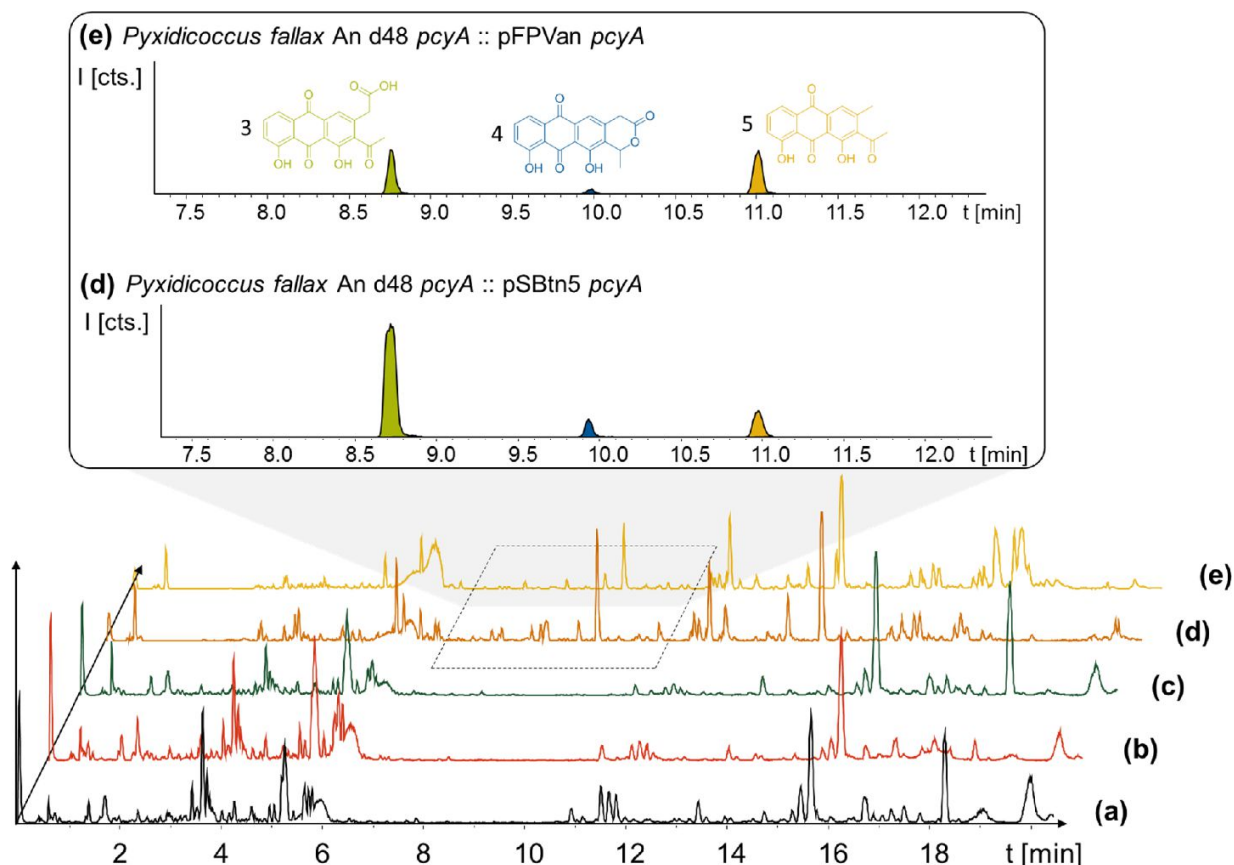 (e) Pyxidicoccus fallax An d48 pcyA :: pFPVan pcyA
I [cts.]
3
O
OH
O
OH
O
OH
O
4
O
O
O
OH
O
OH
5
O
O
OH
O
OH
7.5 8.0 8.5 9.0 9.5 10.0 10.5 11.0 11.5 12.0 t [min]
(d) Pyxidicoccus fallax An d48 pcyA :: pSBtn5 pcyA
I [cts.]
7.5 8.0 8.5 9.0 9.5 10.0 10.5 11.0 11.5 12.0 t [min]
(e)
(d)
(c)
(b)
(a)
2 4 6 8 10 12 14 16 18 t [min]